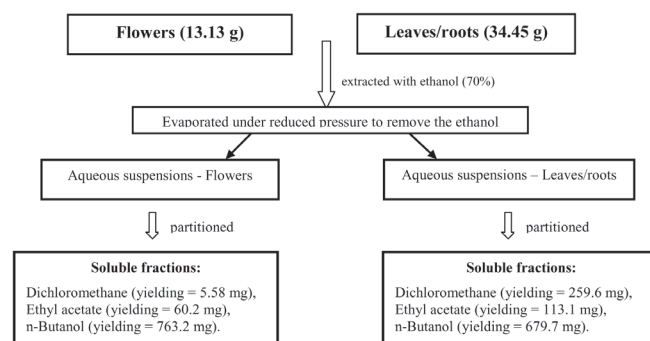 Flowers (13.13 g)
Leaves/roots (34.45 g)
extracted with ethanol (70%)
Evaporated under reduced pressure to remove the ethanol
Aqueous suspensions - Flowers
Aqueous suspensions – Leaves/roots
partitioned
partitioned
Soluble fractions:
Dichloromethane (yielding = 5.58 mg),
Ethyl acetate (yielding = 60.2 mg),
n-Butanol (yielding = 763.2 mg).
Soluble fractions:
Dichloromethane (yielding = 259.6 mg),
Ethyl acetate (yielding = 113.1 mg),
n-Butanol (yielding = 679.7 mg).